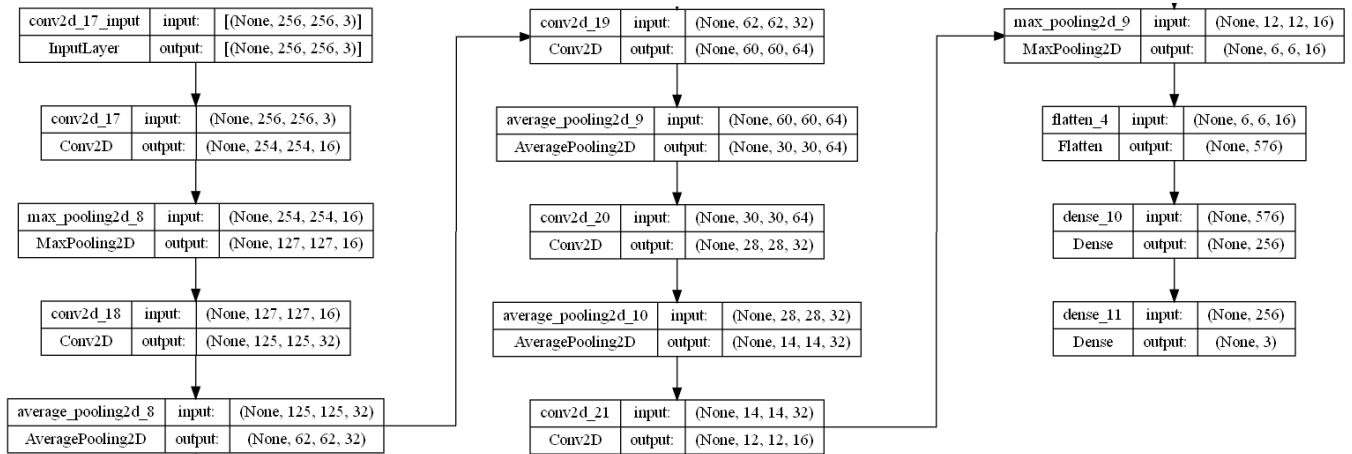 conv2d_17_input input: [(None, 256, 256, 3)]
InputLayer output: [(None, 256, 256, 3)]
conv2d_17 input: (None, 256, 256, 3)
Conv2D output: (None, 254, 254, 16)
max_pooling2d_8 input: (None, 254, 254, 16)
MaxPooling2D output: (None, 127, 127, 16)
conv2d_18 input: (None, 127, 127, 16)
Conv2D output: (None, 125, 125, 32)
average_pooling2d_8 input: (None, 125, 125, 32)
AveragePooling2D output: (None, 62, 62, 32)
conv2d_19 input: (None, 62, 62, 32)
Conv2D output: (None, 60, 60, 64)
average_pooling2d_9 input: (None, 60, 60, 64)
AveragePooling2D output: (None, 30, 30, 64)
conv2d_20 input: (None, 30, 30, 64)
Conv2D output: (None, 28, 28, 32)
average_pooling2d_10 input: (None, 28, 28, 32)
AveragePooling2D output: (None, 14, 14, 32)
conv2d_21 input: (None, 14, 14, 32)
Conv2D output: (None, 12, 12, 16)
max_pooling2d_9 input: (None, 12, 12, 16)
MaxPooling2D output: (None, 6, 6, 16)
flatten_4 input: (None, 6, 6, 16)
Flatten output: (None, 576)
dense_10 input: (None, 576)
Dense output: (None, 256)
dense_11 input: (None, 256)
Dense output: (None, 3)